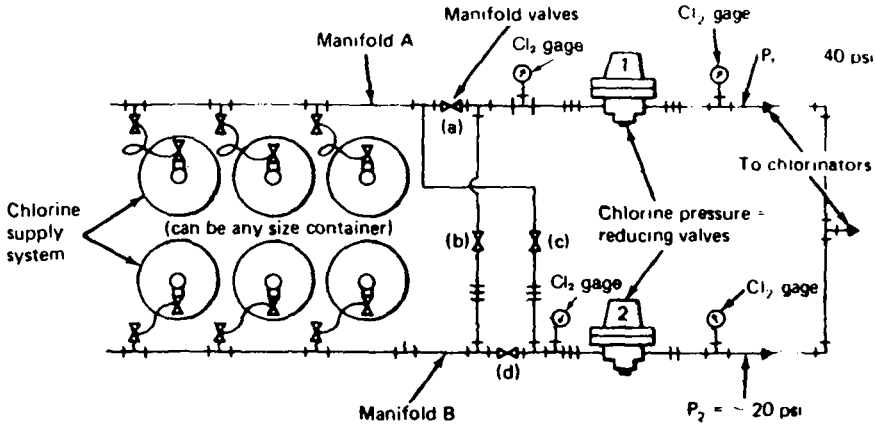 Manifold valves
Cl₂ gage
Manifold A
Cl₂ gage
1
P,
40 psi
(a)
To chlorinators
Chlorine
supply
system
(can be any size container)
(b)
(c)
Chlorine pressure -
reducing valves
Cl₂ gage
Cl₂ gage
2
(d)
Manifold B
P₂ = - 20 psi